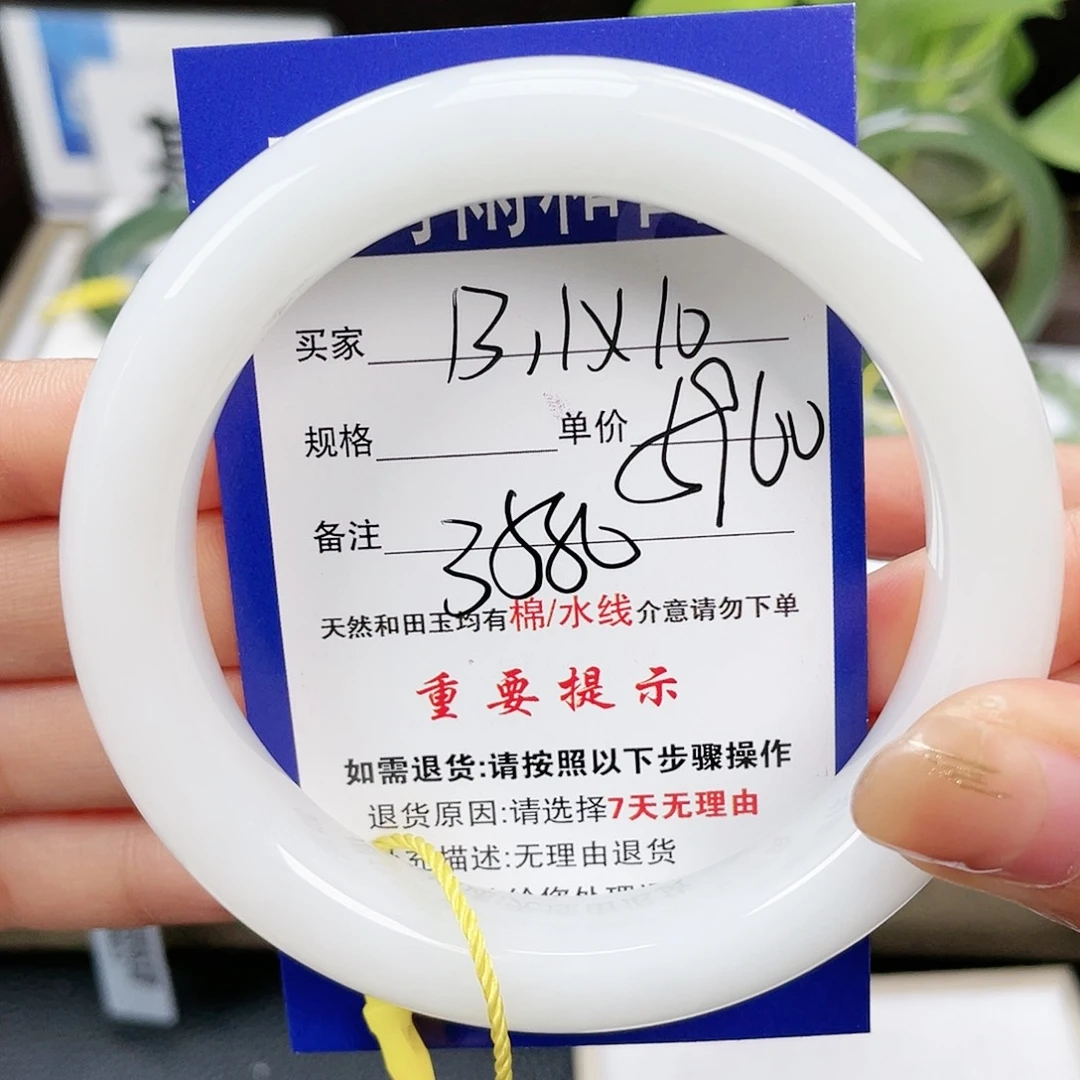 买家 13.1X10
规格 单价
备注 3880
天然和田玉均有棉/水线介意请勿下单
重要提示
如需退货:请按照以下步骤操作
退货原因:请选择7天无理由
补充描述:无理由退货